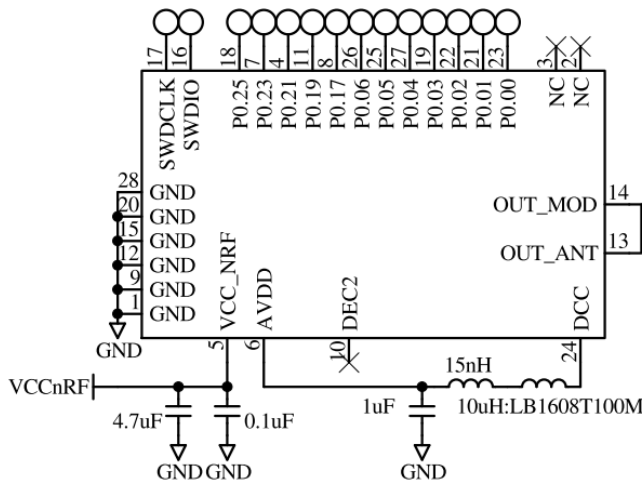 17 16 18 7 4 11 8 26 25 27 19 22 21 23 3 2
SWDCLK SWDIO P0.25 P0.23 P0.21 P0.19 P0.17 P0.06 P0.05 P0.04 P0.03 P0.02 P0.01 P0.00 NC NC
28 GND
20 GND
15 GND
12 GND
9 GND
1 GND
GND
OUT_MOD 14
OUT_ANT 13
VCC_NRF AVDD DEC2 DCC
5 6 10 24
VCCnRF
15nH
4.7uF 0.1uF 1uF 10uH:LB1608T100M
GND GND GND